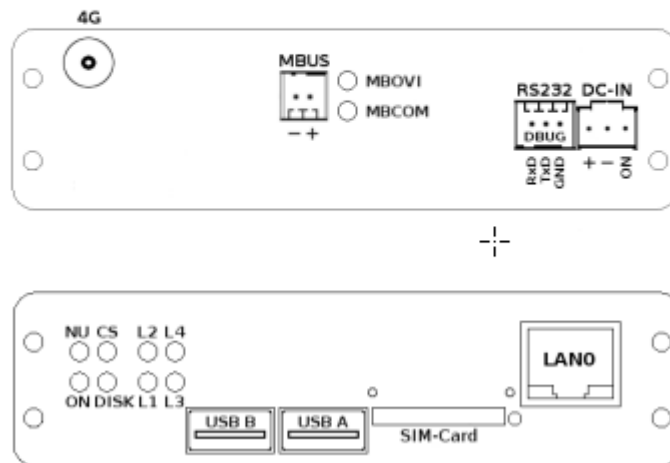 4G
MBUS
MBOVI
MBCOM
- +
RS232 DC-IN
DBUG
RxD
TxD
GND
+ - ON
NU CS L2 L4
ON DISK L1 L3
USB B USB A
SIM-Card
LAN0